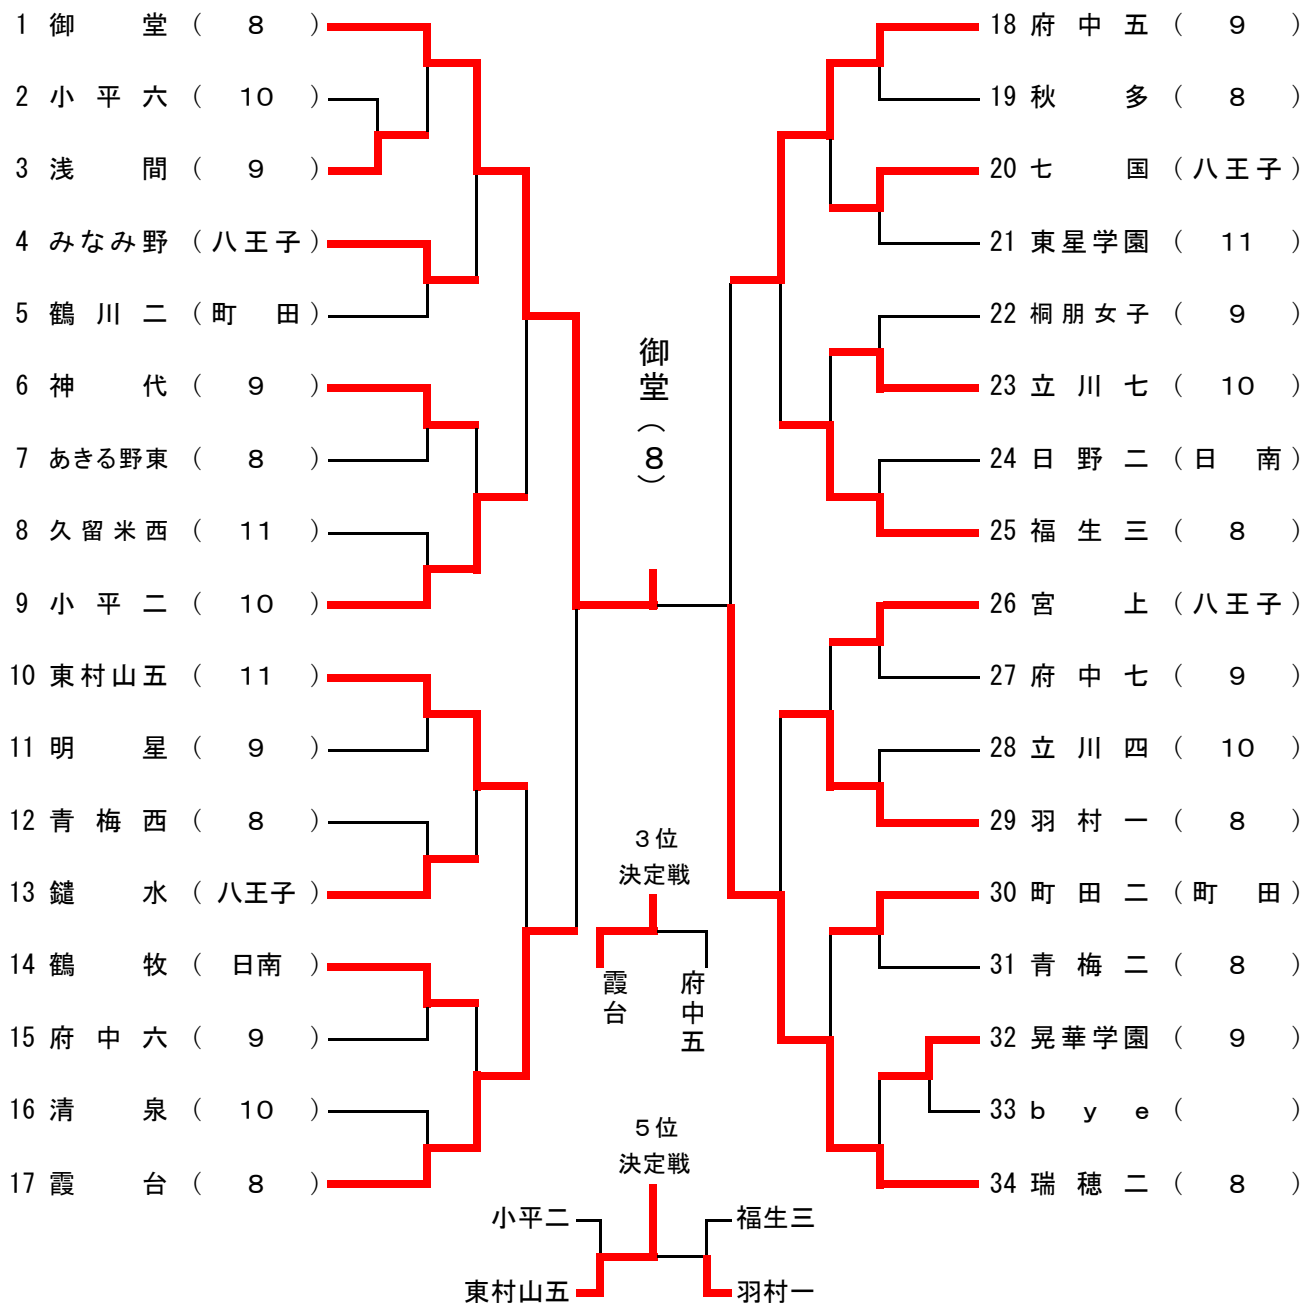 1 御堂 （ 8 ）
2 小平六 （ 10 ）
3 浅間 （ 9 ）
4 みなみ野 （ 八王子 ）
5 鶴川二 （ 町田 ）
6 神代 （ 9 ）
7 あきる野東 （ 8 ）
8 久留米西 （ 11 ）
9 小平二 （ 10 ）
10 東村山五 （ 11 ）
11 明星 （ 9 ）
12 青梅西 （ 8 ）
13 鑓水 （ 八王子 ）
14 鶴牧 （ 日南 ）
15 府中六 （ 9 ）
16 清泉 （ 10 ）
17 霞台 （ 8 ）
御堂（8）
3位
決定戦
霞台
府中五
5位
決定戦
小平二
福生三
東村山五
羽村一
18 府中五 （ 9 ）
19 秋多 （ 8 ）
20 七国 （ 八王子 ）
21 東星学園 （ 11 ）
22 桐朋女子 （ 9 ）
23 立川七 （ 10 ）
24 日野二 （ 日南 ）
25 福生三 （ 8 ）
26 宮上 （ 八王子 ）
27 府中七 （ 9 ）
28 立川四 （ 10 ）
29 羽村一 （ 8 ）
30 町田二 （ 町田 ）
31 青梅二 （ 8 ）
32 晃華学園 （ 9 ）
33 bye （ ）
34 瑞穂二 （ 8 ）